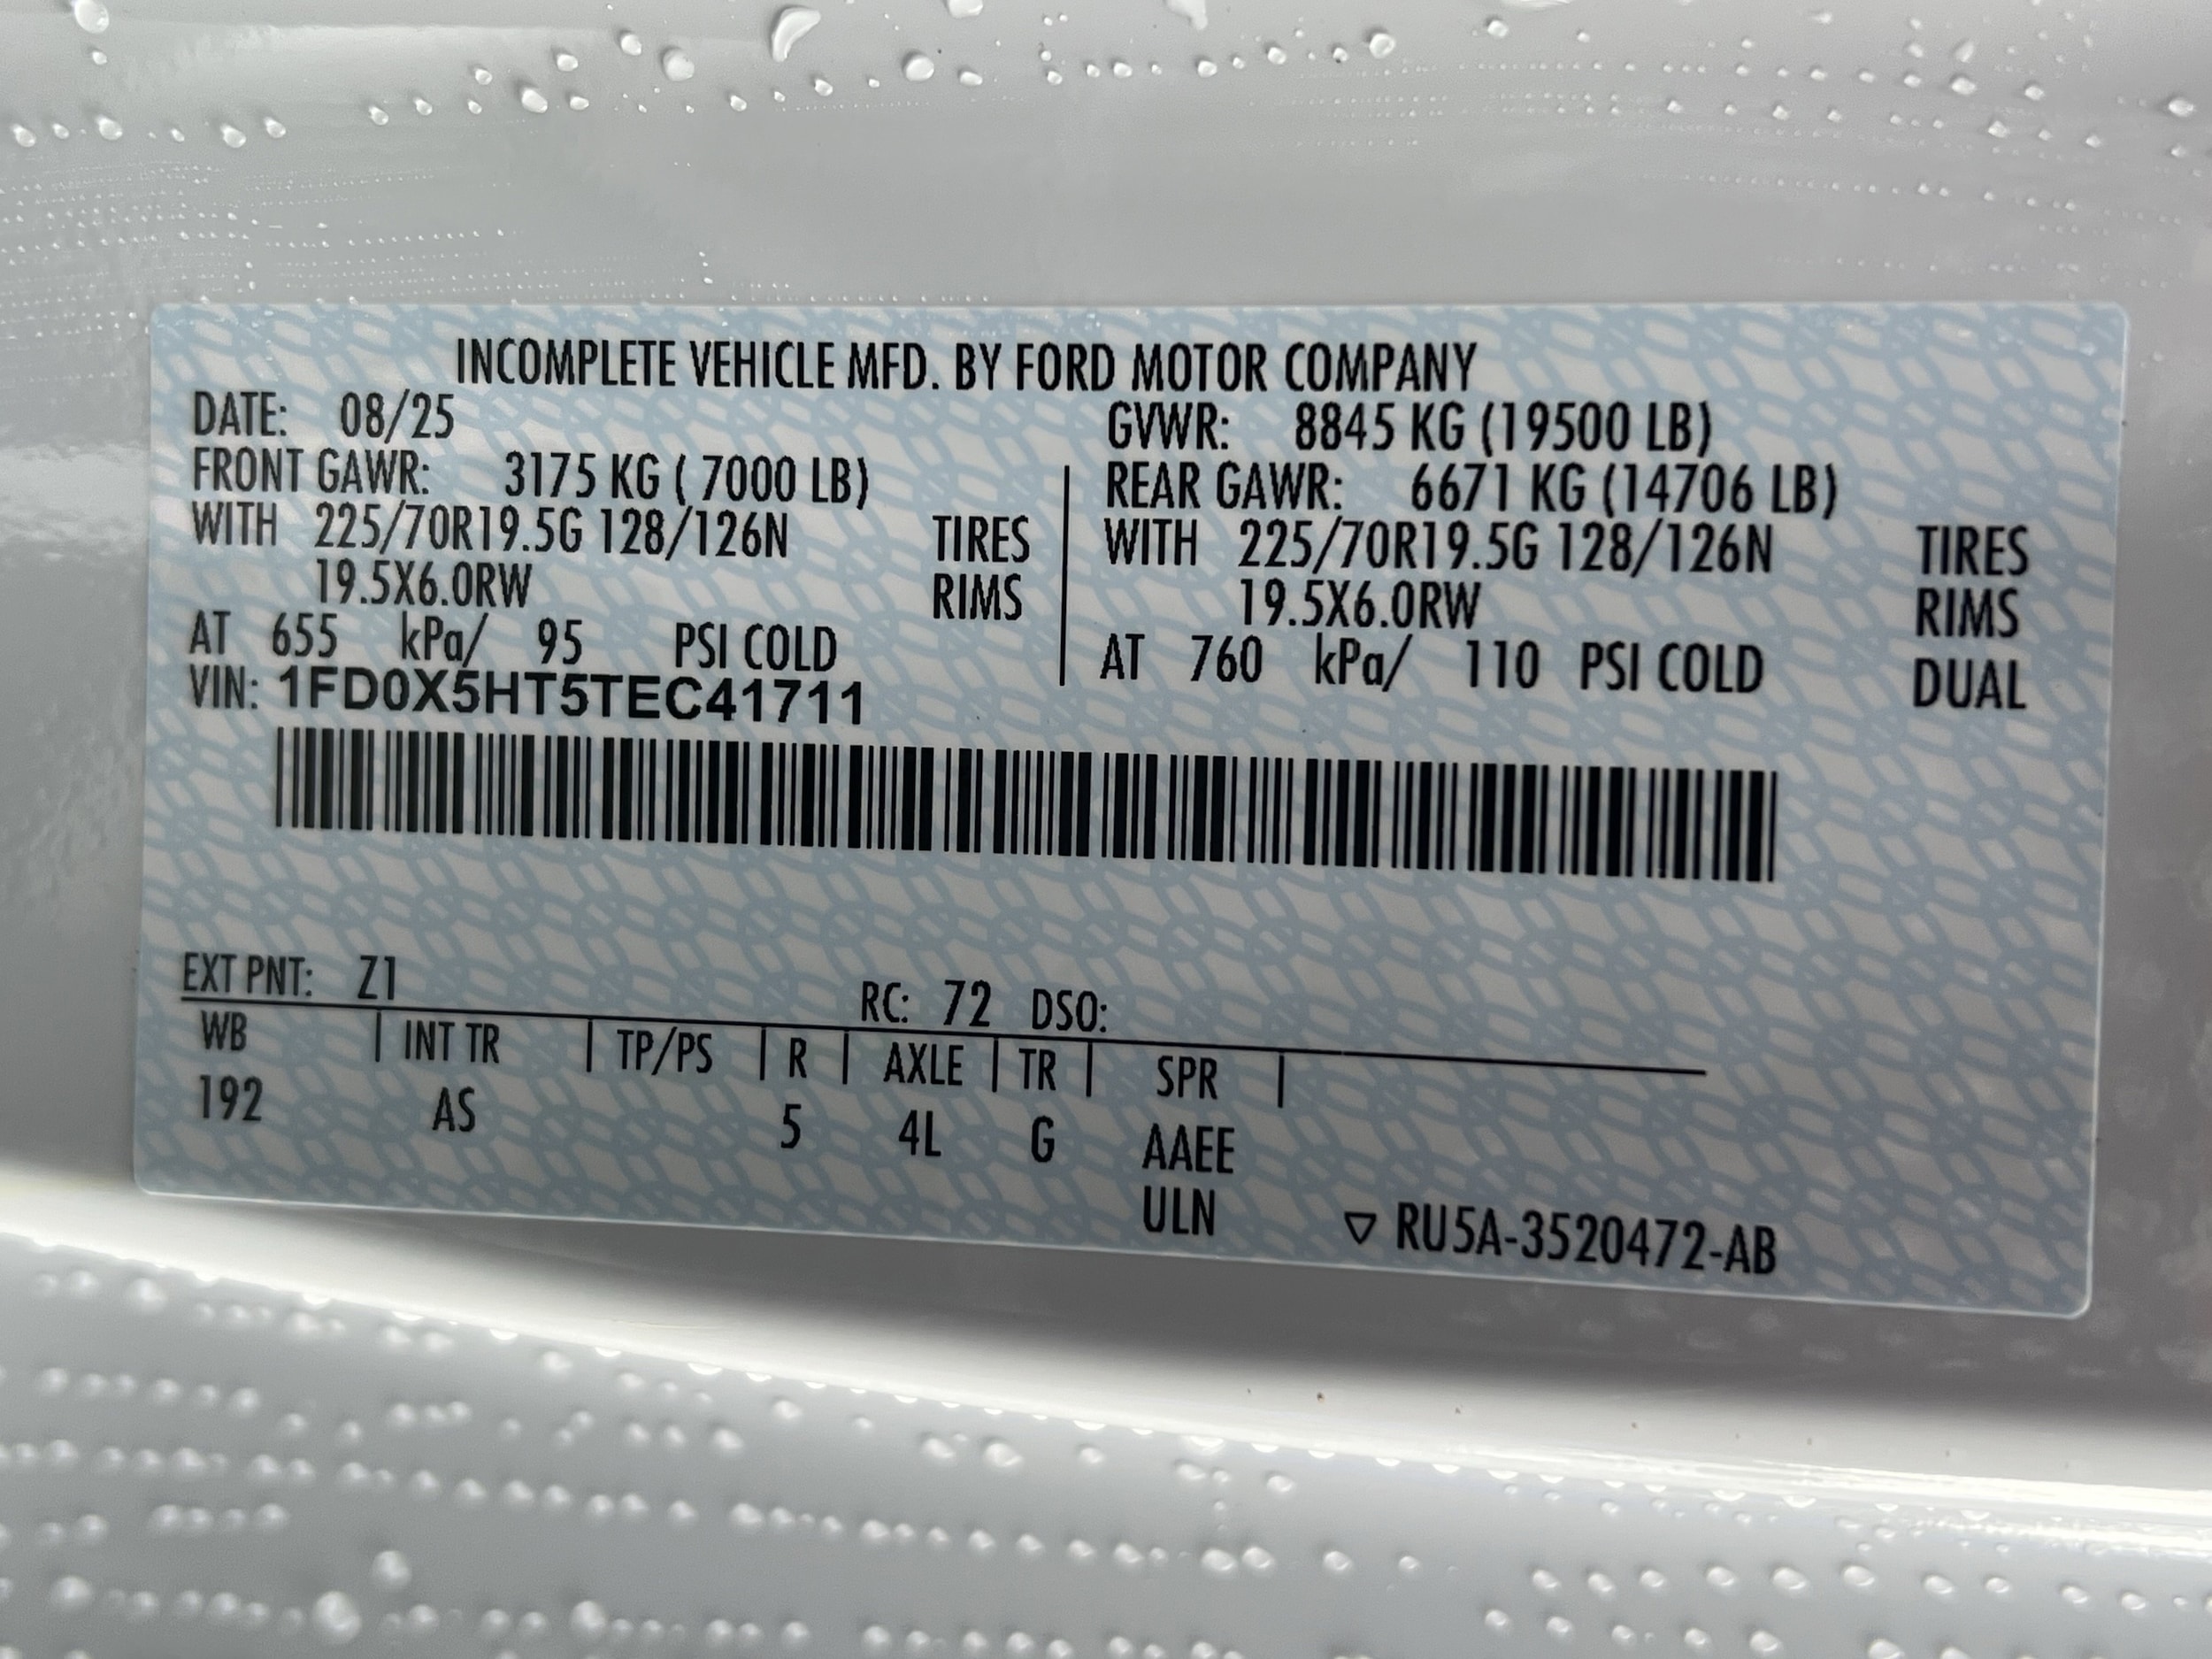 INCOMPLETE VEHICLE MFD. BY FORD MOTOR COMPANY
DATE: 08/25 GVWR: 8845 KG (19500 LB)
FRONT GAWR: 3175 KG ( 7000 LB) REAR GAWR: 6671 KG (14706 LB)
WITH 225/70R19.5G 128/126N TIRES WITH 225/70R19.5G 128/126N TIRES
19.5X6.0RW RIMS 19.5X6.0RW RIMS
AT 655 kPa/ 95 PSI COLD AT 760 kPa/ 110 PSI COLD DUAL
VIN: 1FD0X5HT5TEC41711
EXT PNT: Z1 RC: 72 DSO:
WB | INT TR | TP/PS | R | AXLE | TR | SPR |
192 AS 5 4L G AAEE
ULN ▽ RU5A-3520472-AB